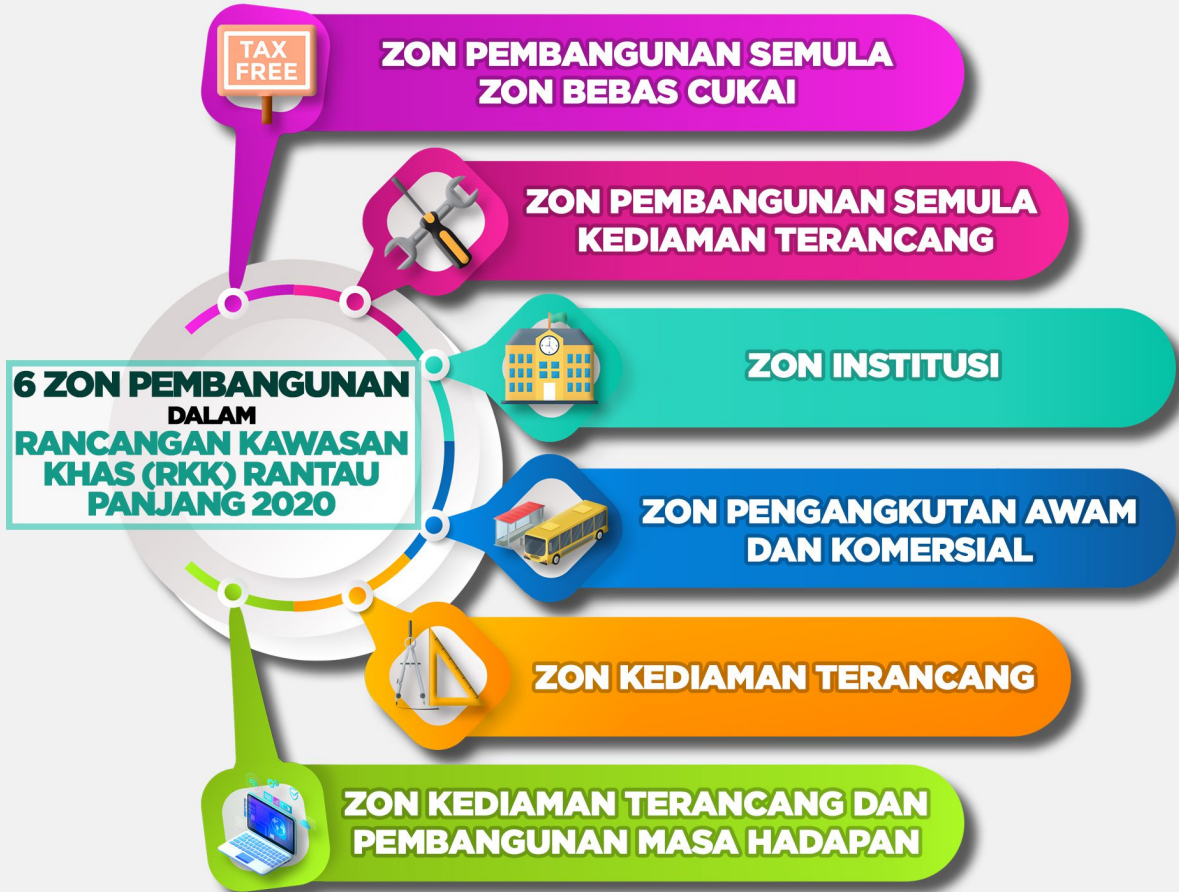 TAX
FREE
ZON PEMBANGUNAN SEMULA
ZON BEBAS CUKAI
ZON PEMBANGUNAN SEMULA
KEDIAMAN TERANCANG
ZON INSTITUSI
6 ZON PEMBANGUNAN
DALAM
RANCANGAN KAWASAN
KHAS (RKK) RANTAU
PANJANG 2020
ZON PENGANGKUTAN AWAM
DAN KOMERSIAL
ZON KEDIAMAN TERANCANG
ZON KEDIAMAN TERANCANG DAN
PEMBANGUNAN MASA HADAPAN